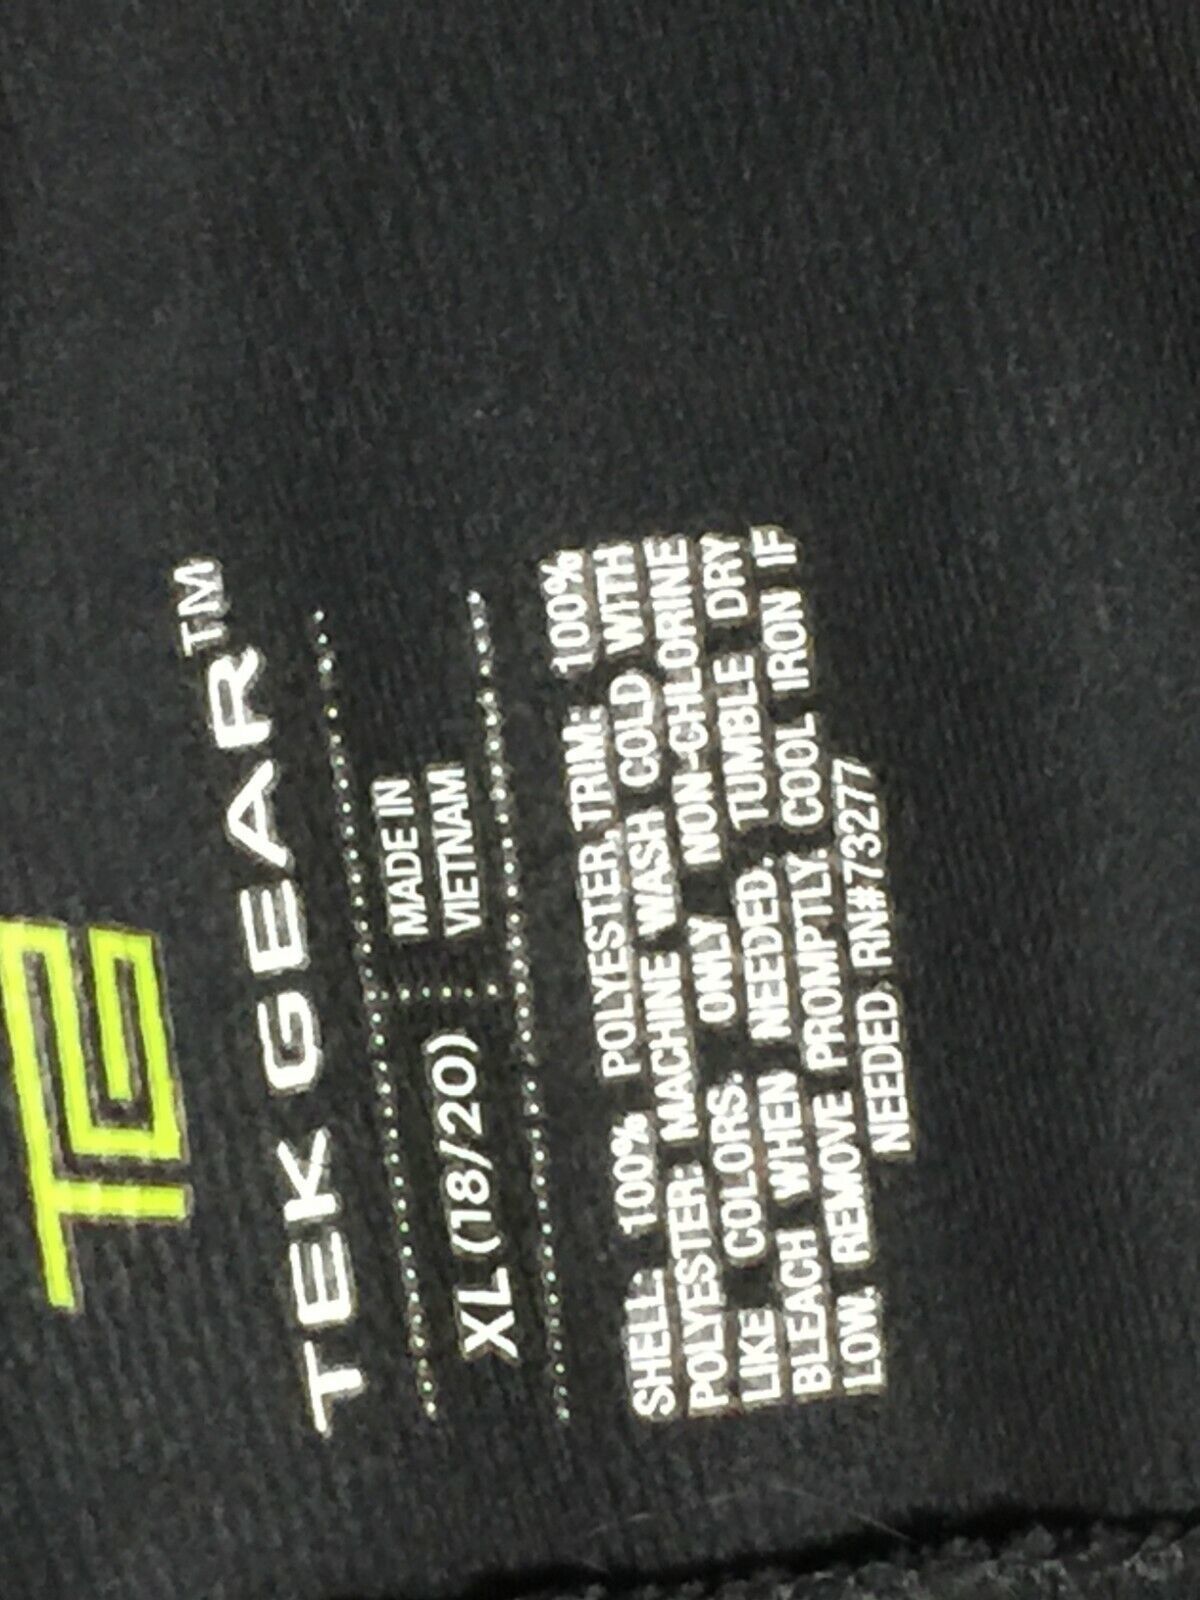 TG
TEK GEAR™
XL (18/20)
MADE IN
VIETNAM
SHELL: 100% POLYESTER, TRIM: 100%
POLYESTER: MACHINE WASH COLD WITH
LIKE COLORS. ONLY NON-CHLORINE
BLEACH WHEN NEEDED. TUMBLE DRY
LOW. REMOVE PROMPTLY. COOL IRON IF
NEEDED. RN#73277